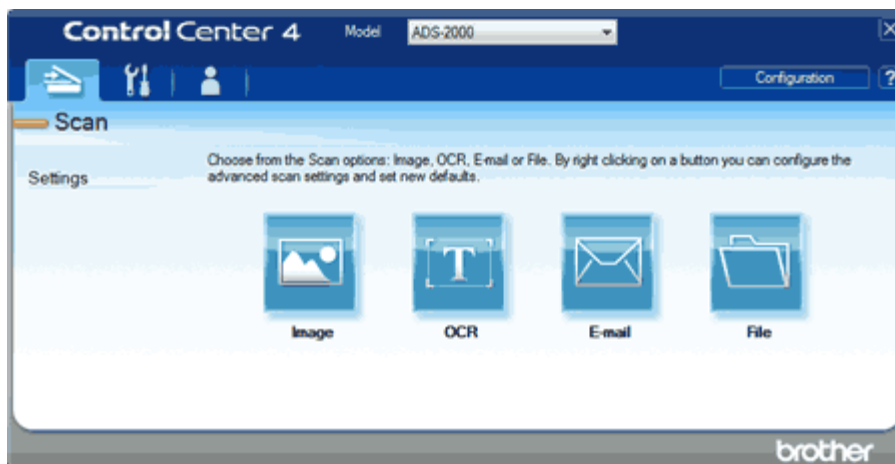 Control Center 4 Model ADS-2000
Configuration ?
Scan
Choose from the Scan options: Image, OCR, E-mail or File. By right clicking on a button you can configure the
Settings
advanced scan settings and set new defaults.
T
Image OCR E-mail File
brother